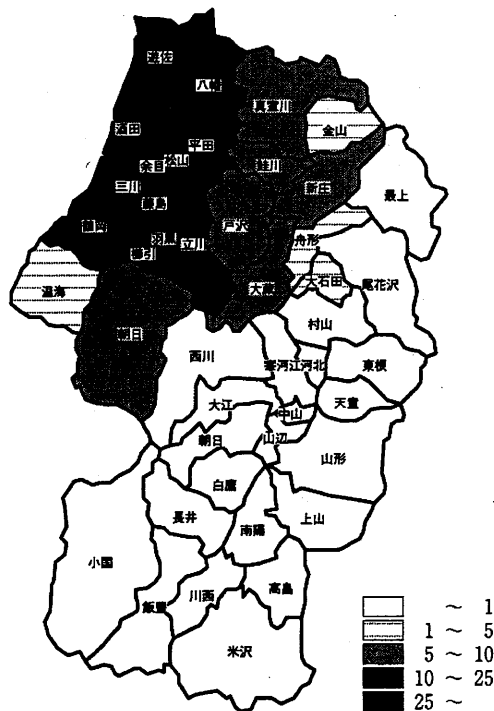 遊佐
八幡
真室川
金山
酒田
平田
松山
余目
鮭川
新庄
最上
三川
藤島
鶴岡
羽黒
立川
戸沢
舟形
櫛引
温海
大蔵
大石田
尾花沢
村山
朝日
西川
寒河江
河北
東根
大江
中山
天童
朝日
山辺
山形
白鷹
長井
南陽
上山
小国
飯豊
川西
高畠
米沢
～ 1
1 ～ 5
5 ～ 10
10 ～ 25
25 ～